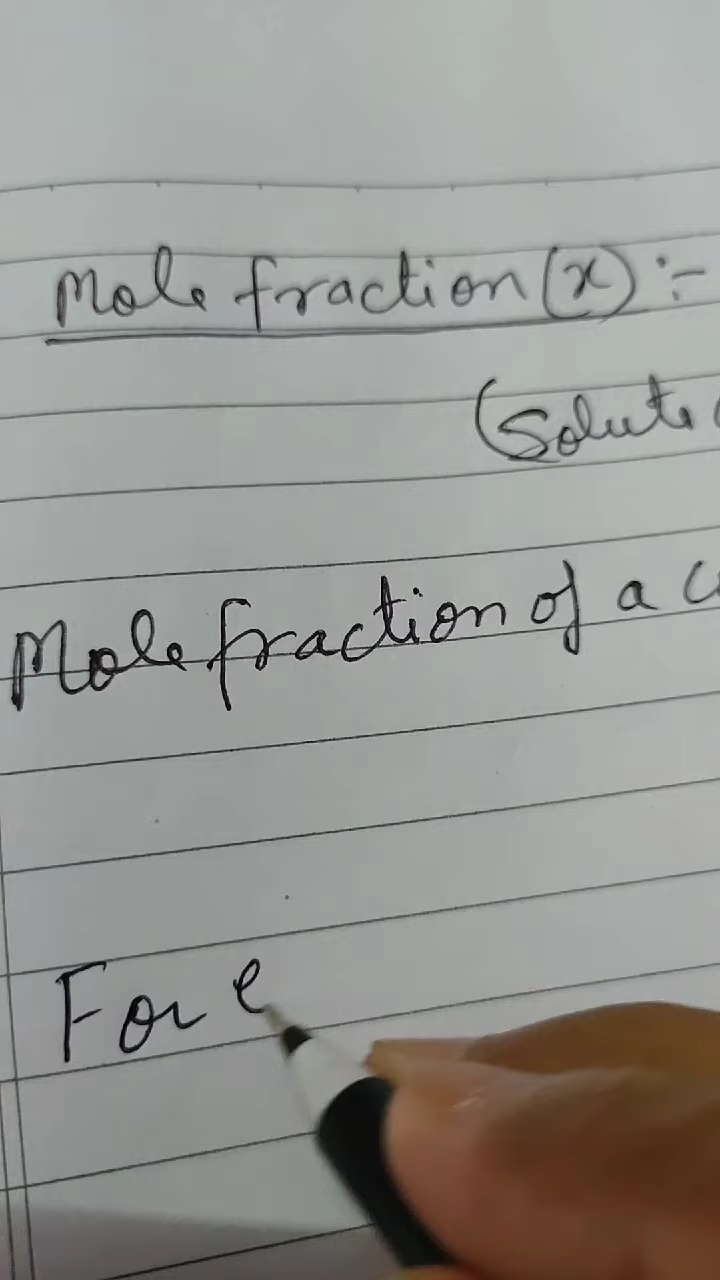 Mole fraction (x) :-
(Solute
Mole fraction of a
For e